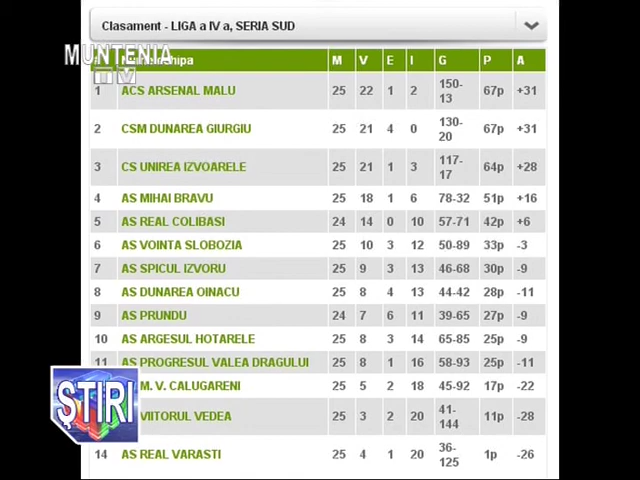 Clasament - LIGA a IV a, SERIA SUD
MUNTENIA TV
M V E I G P A
1 ACS ARSENAL MALU 25 22 1 2 150-13 67p +31
2 CSM DUNAREA GIURGIU 25 21 4 0 130-20 67p +31
3 CS UNIREA IZVOARELE 25 21 1 3 117-17 64p +28
4 AS MIHAI BRAVU 25 18 1 6 78-32 51p +16
5 AS REAL COLIBASI 24 14 0 10 57-71 42p +6
6 AS VOINTA SLOBOZIA 25 10 3 12 50-89 33p -3
7 AS SPICUL IZVORU 25 9 3 13 46-68 30p -9
8 AS DUNAREA OINACU 25 8 4 13 44-42 28p -11
9 AS PRUNDU 24 7 6 11 39-65 27p -9
10 AS ARGESUL HOTARELE 25 8 3 14 65-85 25p -9
11 AS PROGRESUL VALEA DRAGULUI 25 8 1 16 58-93 25p -11
M. V. CALUGARENI 25 5 2 18 45-92 17p -22
VIITORUL VEDEA 25 3 2 20 41-144 11p -28
14 AS REAL VARASTI 25 4 1 20 36-125 1p -26
ŞTIRI